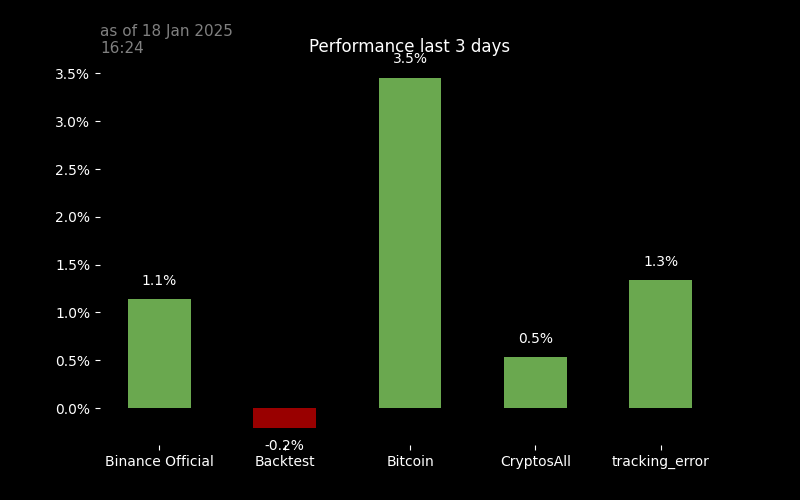 as of 18 Jan 2025
16:24
Performance last 3 days
3.5%
3.5%
3.0%
2.5%
2.0%
1.5%
1.3%
1.1%
1.0%
0.5%
0.5%
0.0%
-0.2%
Binance Official
Backtest
Bitcoin
CryptosAll
tracking_error